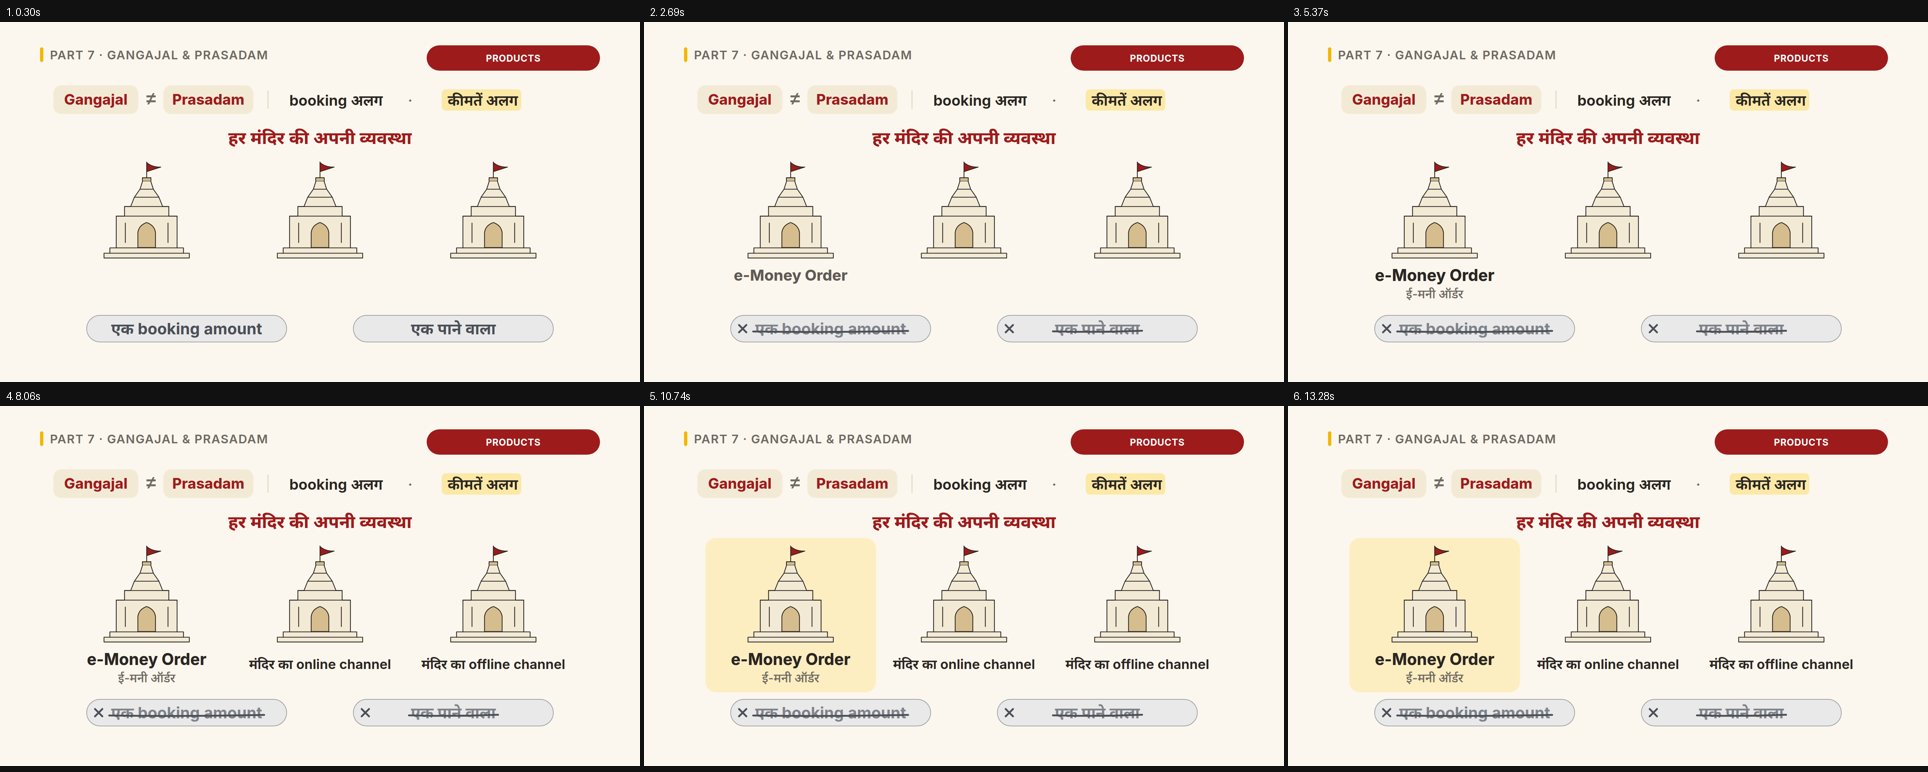 1. 0.30s
PART 7 · GANGAJAL & PRASADAM
PRODUCTS
Gangajal ≠ Prasadam booking अलग · कीमतें अलग
हर मंदिर की अपनी व्यवस्था
एक booking amount
एक पाने वाला
2. 2.69s
PART 7 · GANGAJAL & PRASADAM
PRODUCTS
Gangajal ≠ Prasadam booking अलग · कीमतें अलग
हर मंदिर की अपनी व्यवस्था
e-Money Order
✕ एक booking amount
✕ एक पाने वाला
3. 5.37s
PART 7 · GANGAJAL & PRASADAM
PRODUCTS
Gangajal ≠ Prasadam booking अलग · कीमतें अलग
हर मंदिर की अपनी व्यवस्था
e-Money Order
ई-मनी ऑर्डर
✕ एक booking amount
✕ एक पाने वाला
4. 8.06s
PART 7 · GANGAJAL & PRASADAM
PRODUCTS
Gangajal ≠ Prasadam booking अलग · कीमतें अलग
हर मंदिर की अपनी व्यवस्था
e-Money Order
ई-मनी ऑर्डर
मंदिर का online channel
मंदिर का offline channel
✕ एक booking amount
✕ एक पाने वाला
5. 10.74s
PART 7 · GANGAJAL & PRASADAM
PRODUCTS
Gangajal ≠ Prasadam booking अलग · कीमतें अलग
हर मंदिर की अपनी व्यवस्था
e-Money Order
ई-मनी ऑर्डर
मंदिर का online channel
मंदिर का offline channel
✕ एक booking amount
✕ एक पाने वाला
6. 13.28s
PART 7 · GANGAJAL & PRASADAM
PRODUCTS
Gangajal ≠ Prasadam booking अलग · कीमतें अलग
हर मंदिर की अपनी व्यवस्था
e-Money Order
ई-मनी ऑर्डर
मंदिर का online channel
मंदिर का offline channel
✕ एक booking amount
✕ एक पाने वाला